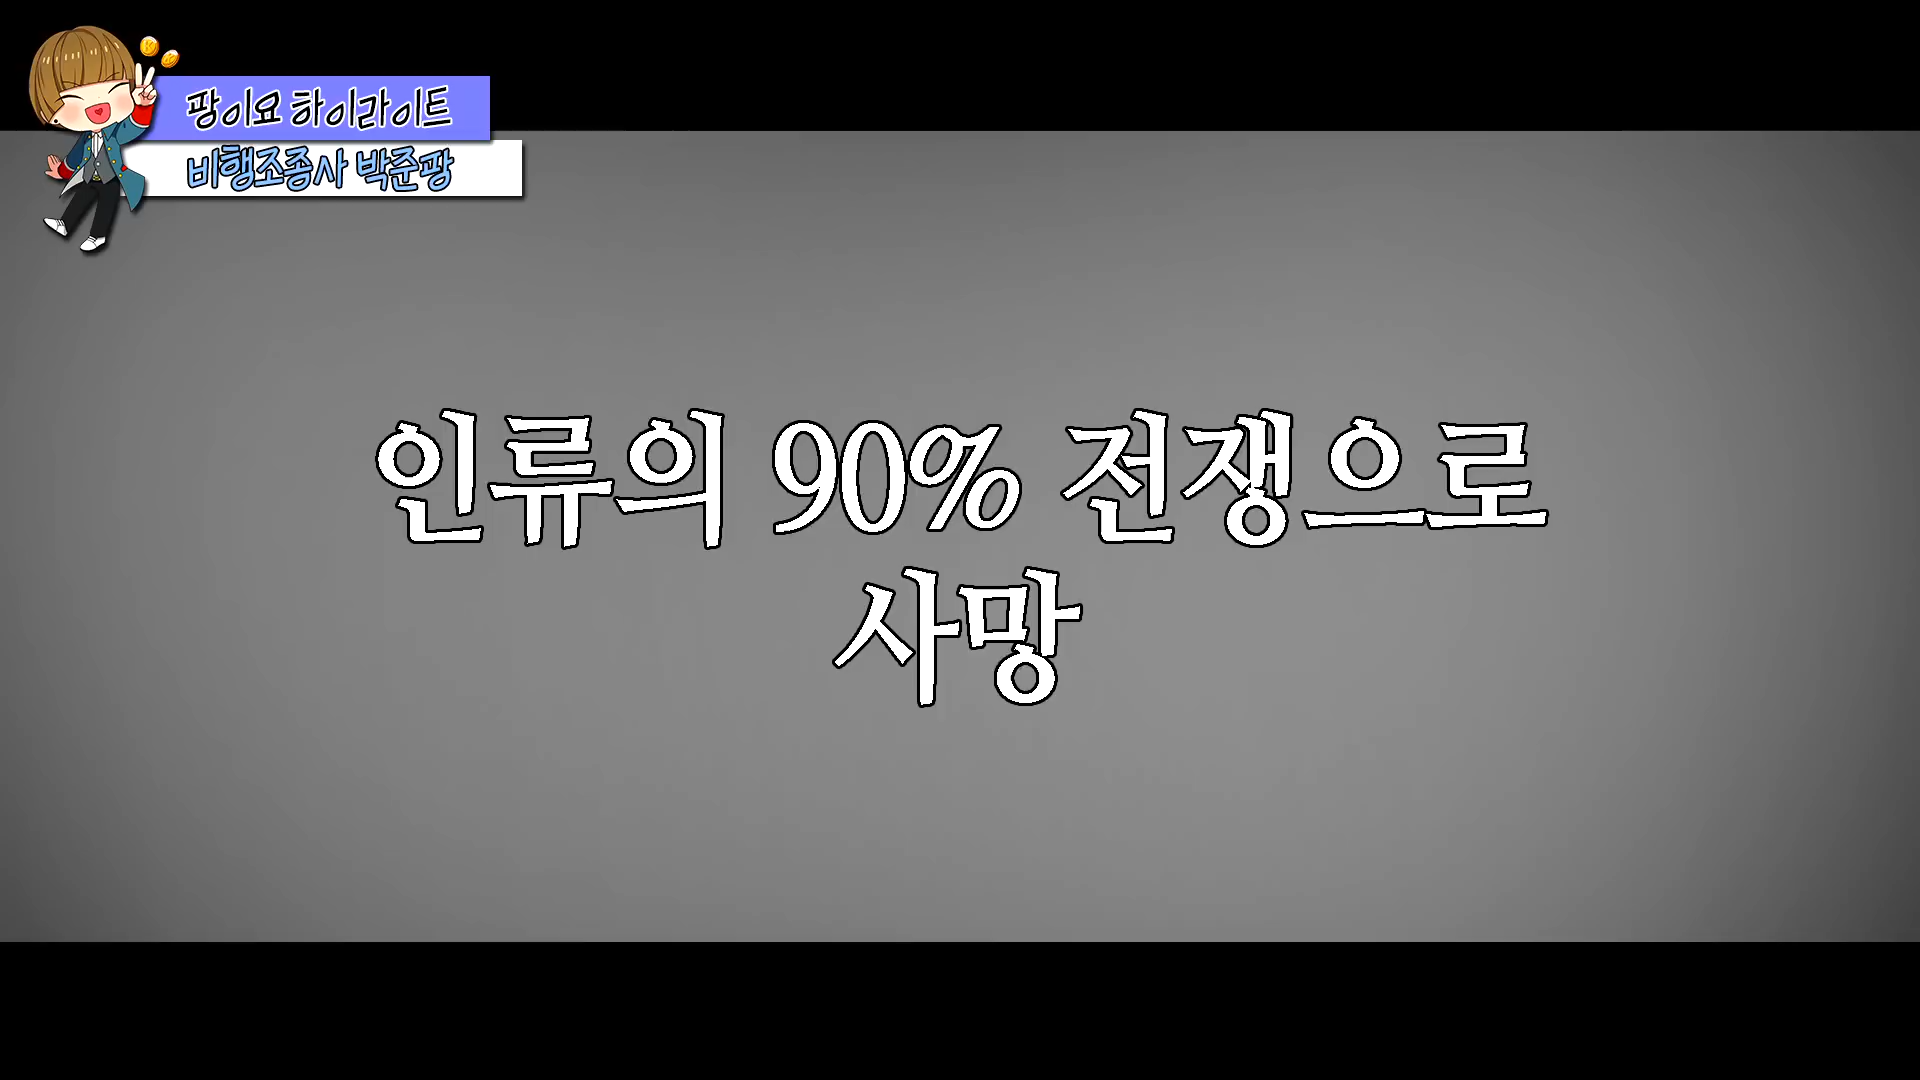 팡이요 하이라이트
비행조종사 박준팡
인류의 90% 전쟁으로
사망